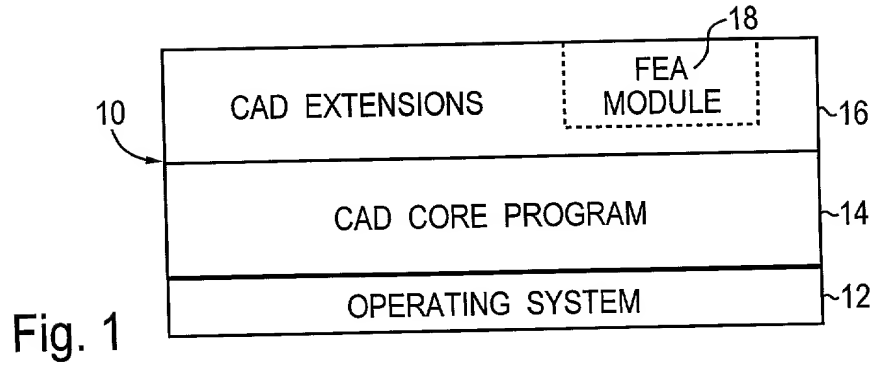 18
FEA
MODULE
CAD EXTENSIONS
10
16
CAD CORE PROGRAM
14
OPERATING SYSTEM
12
Fig. 1